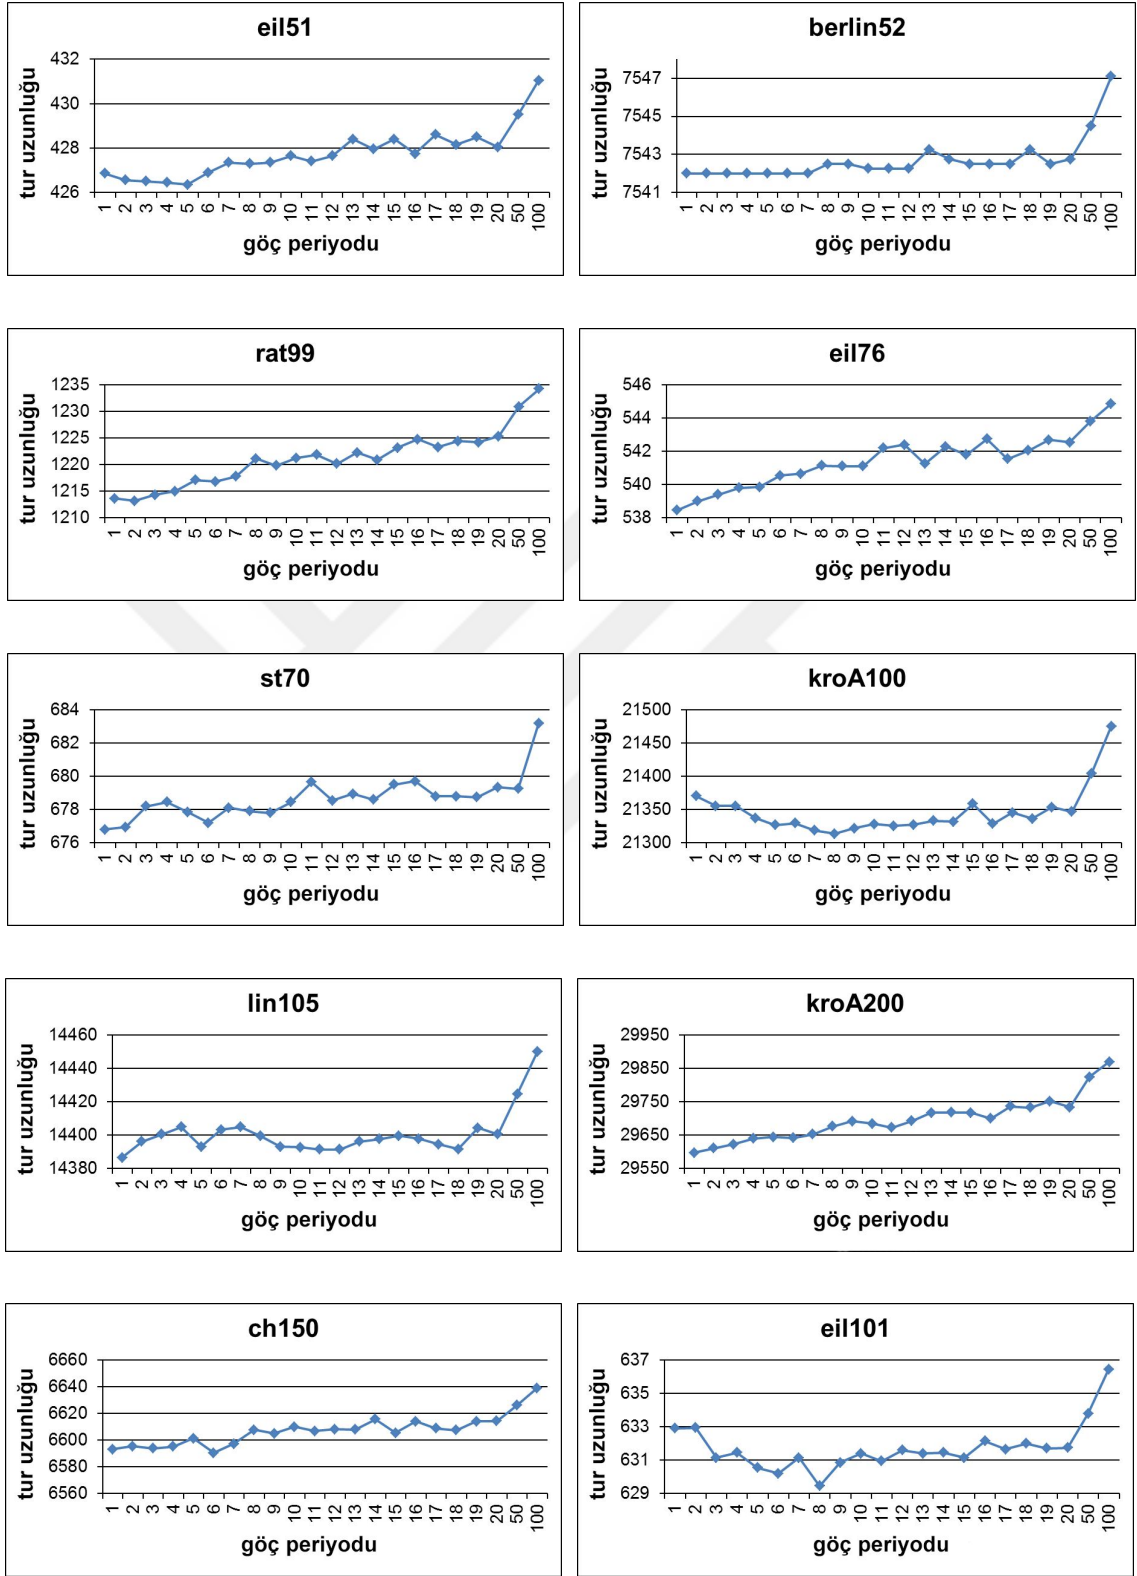 eil51
tur uzunluğu
432
430
428
426
1 2 3 4 5 6 7 8 9 10 11 12 13 14 15 16 17 18 19 20 50 100
göç periyodu
berlin52
tur uzunluğu
7547
7545
7543
7541
1 2 3 4 5 6 7 8 9 10 11 12 13 14 15 16 17 18 19 20 50 100
göç periyodu
rat99
tur uzunluğu
1235
1230
1225
1220
1215
1210
1 2 3 4 5 6 7 8 9 10 11 12 13 14 15 16 17 18 19 20 50 100
göç periyodu
eil76
tur uzunluğu
546
544
542
540
538
1 2 3 4 5 6 7 8 9 10 11 12 13 14 15 16 17 18 19 20 50 100
göç periyodu
st70
tur uzunluğu
684
682
680
678
676
1 2 3 4 5 6 7 8 9 10 11 12 13 14 15 16 17 18 19 20 50 100
göç periyodu
kroA100
tur uzunluğu
21500
21450
21400
21350
21300
1 2 3 4 5 6 7 8 9 10 11 12 13 14 15 16 17 18 19 20 50 100
göç periyodu
lin105
tur uzunluğu
14460
14440
14420
14400
14380
1 2 3 4 5 6 7 8 9 10 11 12 13 14 15 16 17 18 19 20 50 100
göç periyodu
kroA200
tur uzunluğu
29950
29850
29750
29650
29550
1 2 3 4 5 6 7 8 9 10 11 12 13 14 15 16 17 18 19 20 50 100
göç periyodu
ch150
tur uzunluğu
6660
6640
6620
6600
6580
6560
1 2 3 4 5 6 7 8 9 10 11 12 13 14 15 16 17 18 19 20 50 100
göç periyodu
eil101
tur uzunluğu
637
635
633
631
629
1 2 3 4 5 6 7 8 9 10 11 12 13 14 15 16 17 18 19 20 50 100
göç periyodu